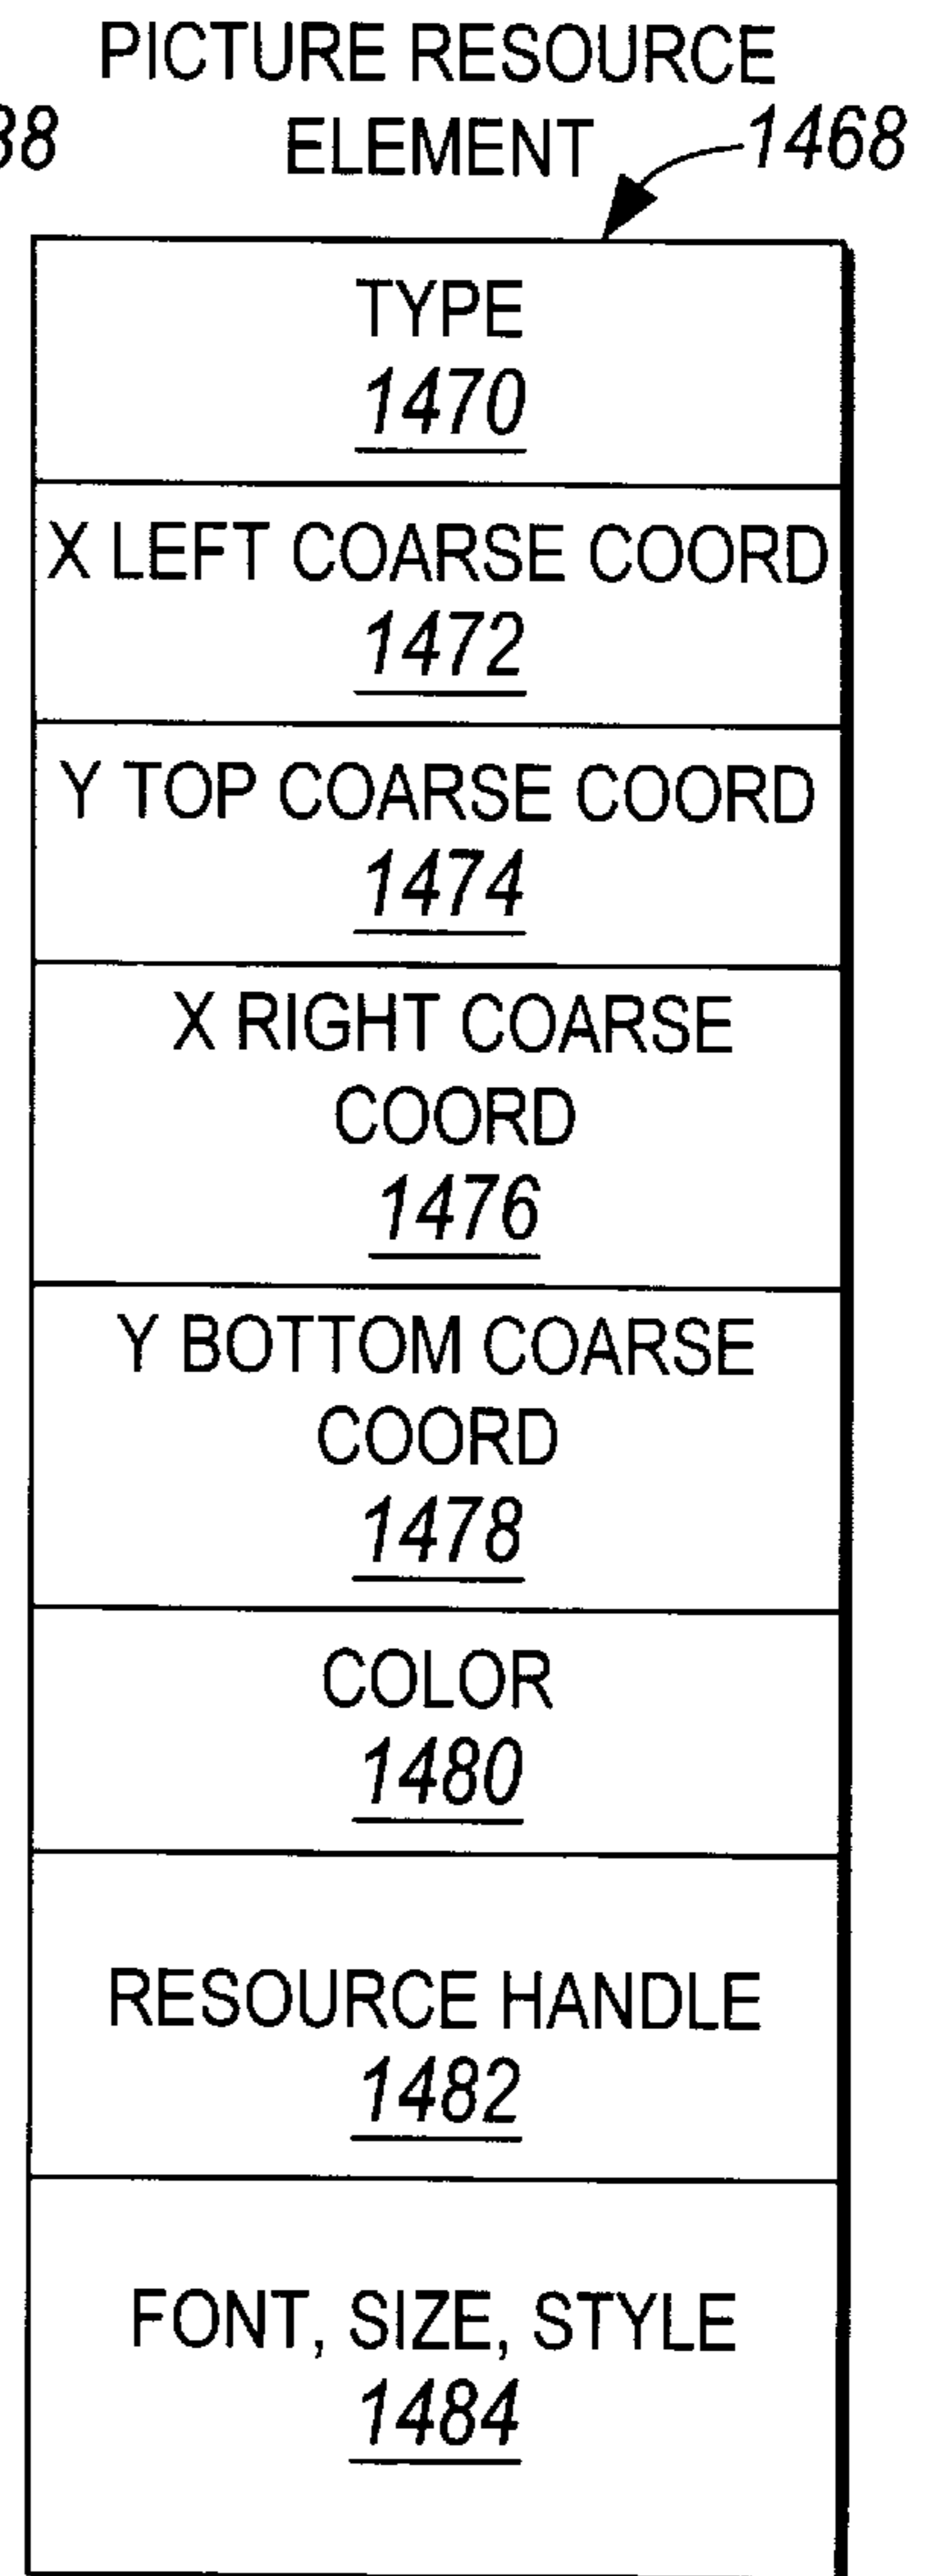 PICTURE RESOURCE
ELEMENT
1468
TYPE
1470
X LEFT COARSE COORD
1472
Y TOP COARSE COORD
1474
X RIGHT COARSE
COORD
1476
Y BOTTOM COARSE
COORD
1478
COLOR
1480
RESOURCE HANDLE
1482
FONT, SIZE, STYLE
1484